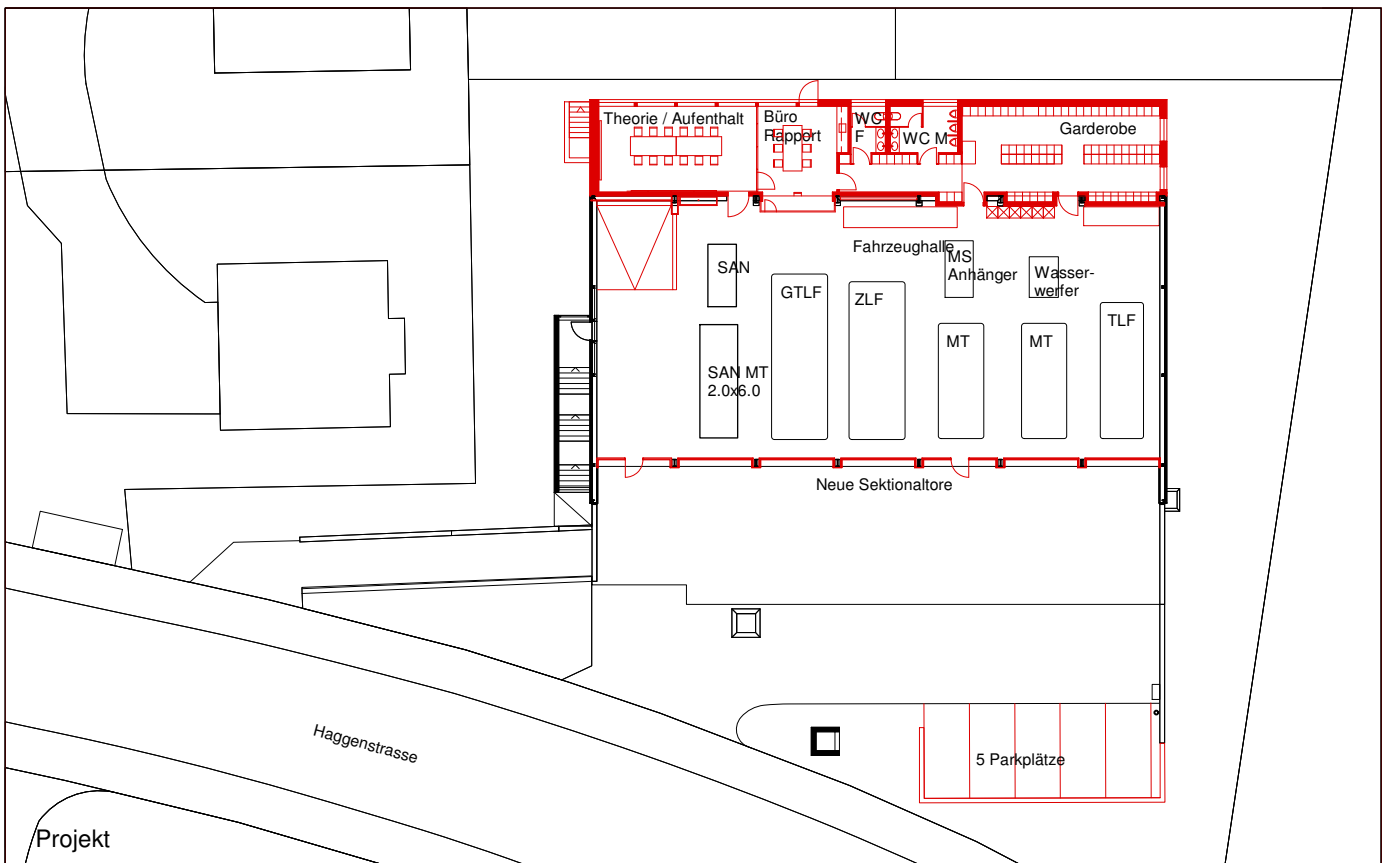 Theorie / Aufenthalt
Büro
Rapport
WC
F
WC M
Garderobe
Fahrzeughalle
SAN
GTLF
ZLF
MS
Anhänger
Wasser-
werfer
TLF
SAN MT
2.0x6.0
MT
MT
Neue Sektionaltore
Haggenstrasse
5 Parkplätze
Projekt